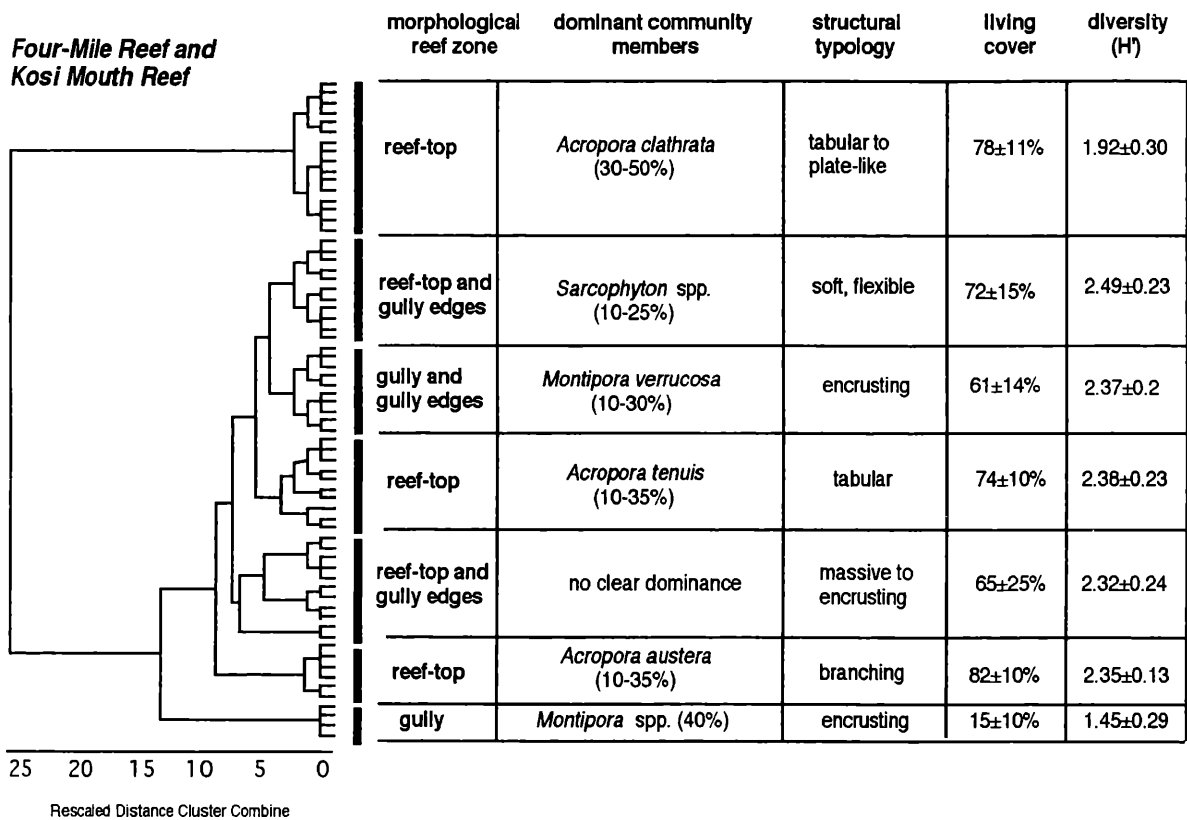 Four-Mile Reef and
Kosi Mouth Reef
morphological
reef zone
dominant community
members
structural
typology
living
cover
diversity
(H')
reef-top
Acropora clathrata
(30-50%)
tabular to
plate-like
78±11%
1.92±0.30
reef-top and
gully edges
Sarcophyton spp.
(10-25%)
soft, flexible
72±15%
2.49±0.23
gully and
gully edges
Montipora verrucosa
(10-30%)
encrusting
61±14%
2.37±0.2
reef-top
Acropora tenuis
(10-35%)
tabular
74±10%
2.38±0.23
reef-top and
gully edges
no clear dominance
massive to
encrusting
65±25%
2.32±0.24
reef-top
Acropora austera
(10-35%)
branching
82±10%
2.35±0.13
gully
Montipora spp. (40%)
encrusting
15±10%
1.45±0.29
25 20 15 10 5 0
Rescaled Distance Cluster Combine